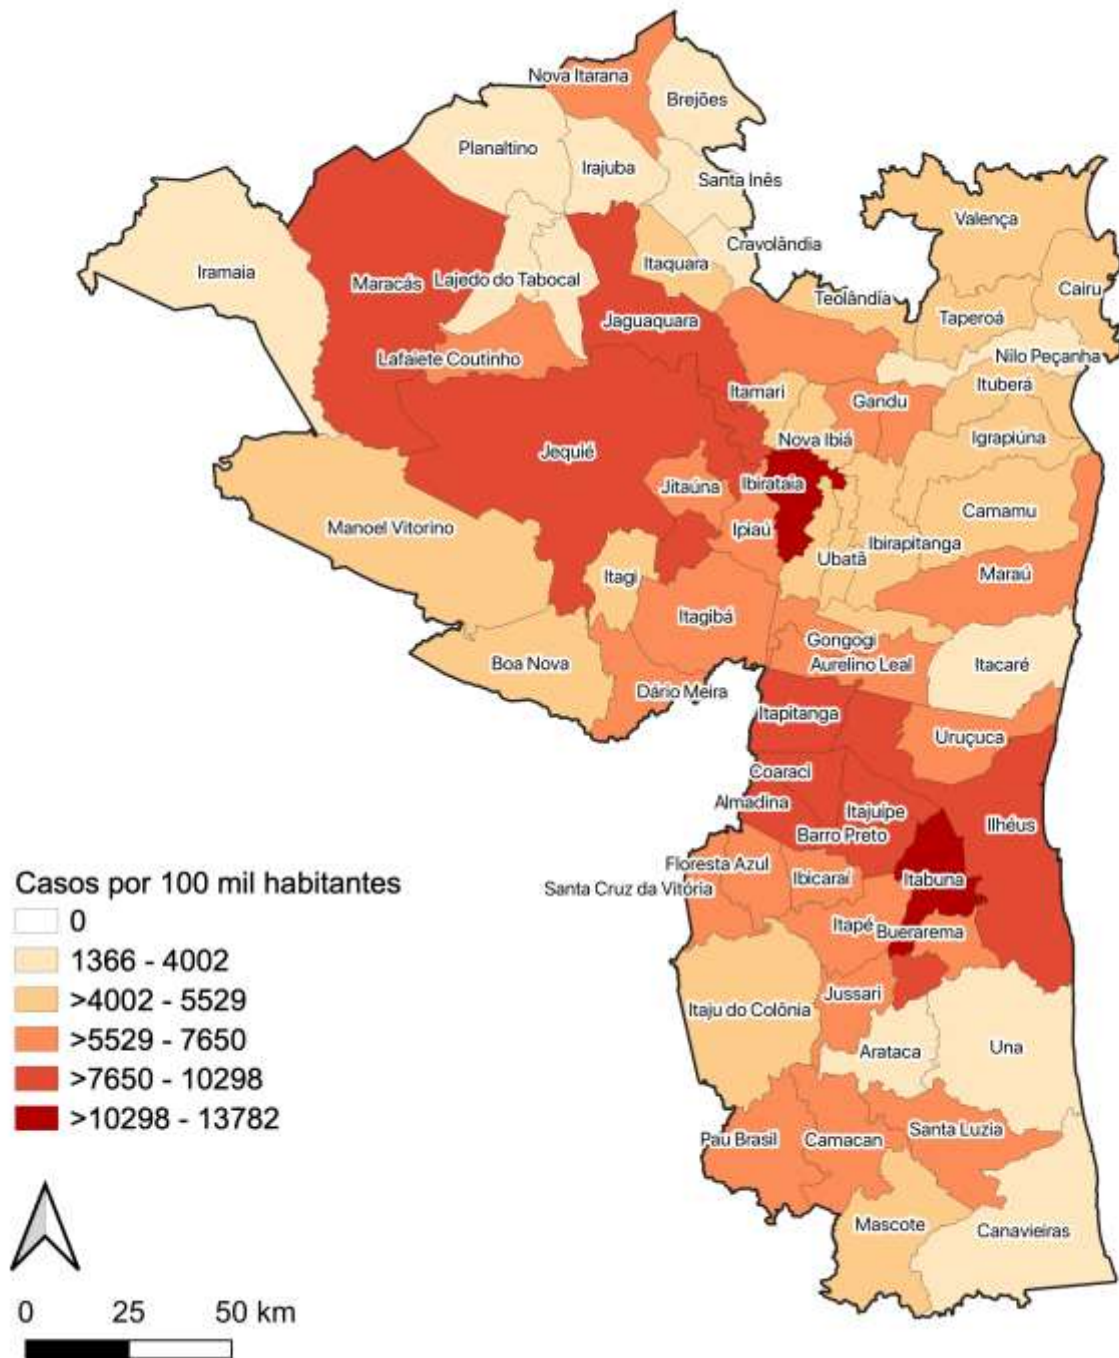 Nova Itarana
Brejões
Planaltino
Irajuba
Santa Inês
Valença
Cravolândia
Iramaia
Itaquara
Maracás
Lajedo do Tabocal
Cairu
Teolândia
Taperoá
Jaguaquara
Lafaiete Coutinho
Nilo Peçanha
Ituberá
Itamari
Gandu
Nova Ibiá
Igrapiúna
Jequié
Jitaúna
Ibirataia
Camamu
Manoel Vitorino
Ipiaú
Ibirapitanga
Ubatã
Itagi
Maraú
Itagibá
Gongogi
Boa Nova
Aurelino Leal
Itacaré
Dário Meira
Itapitanga
Uruçuca
Coaraci
Almadina
Itajuípe
Ilhéus
Barro Preto
Floresta Azul
Ibicaraí
Itabuna
Santa Cruz da Vitória
Itapé
Buerarema
Jussari
Itaju do Colônia
Arataca
Una
Pau Brasil
Camacan
Santa Luzia
Mascote
Canavieiras
Casos por 100 mil habitantes
0
1366 - 4002
>4002 - 5529
>5529 - 7650
>7650 - 10298
>10298 - 13782
0 25 50 km